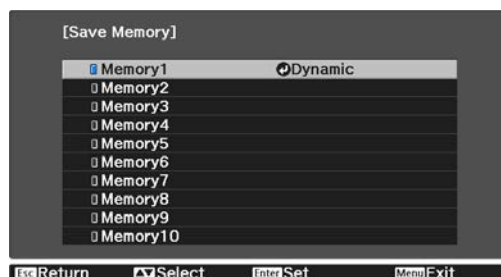 [Save Memory]
Memory1 Dynamic
Memory2
Memory3
Memory4
Memory5
Memory6
Memory7
Memory8
Memory9
Memory10
Esc Return Select Enter Set Menu Exit